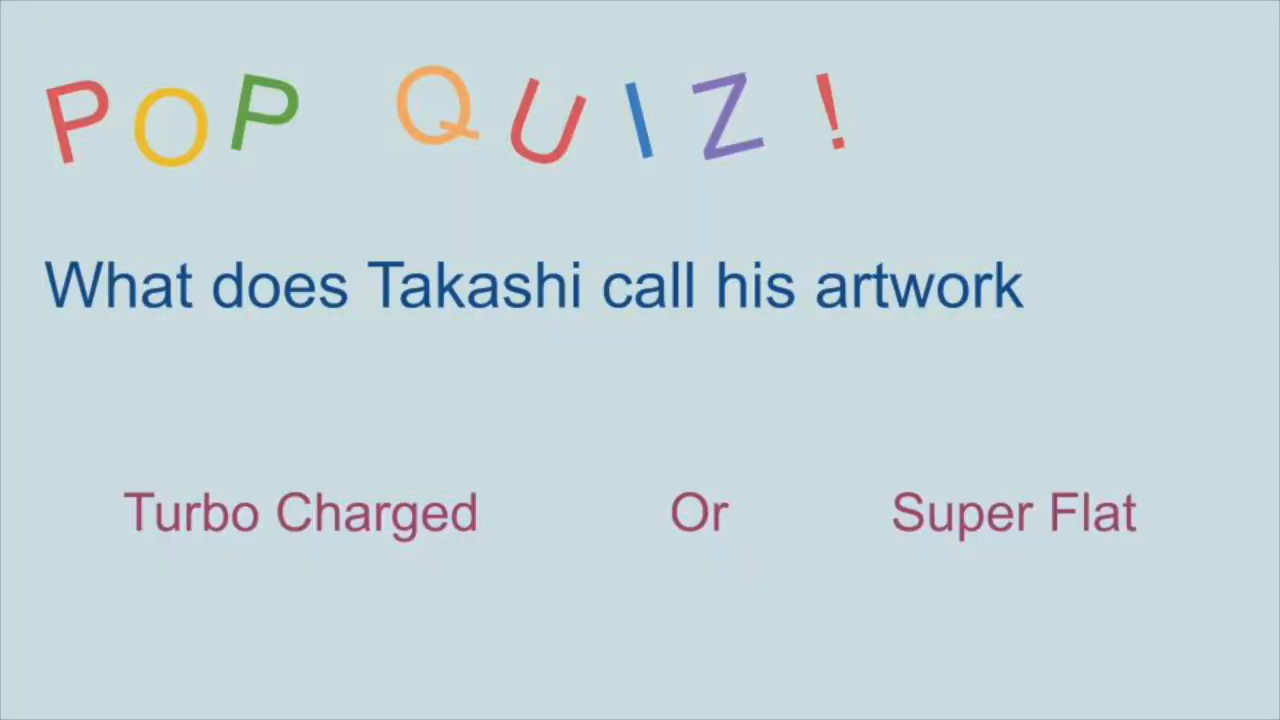 POP QUIZ!
What does Takashi call his artwork
Turbo Charged Or Super Flat